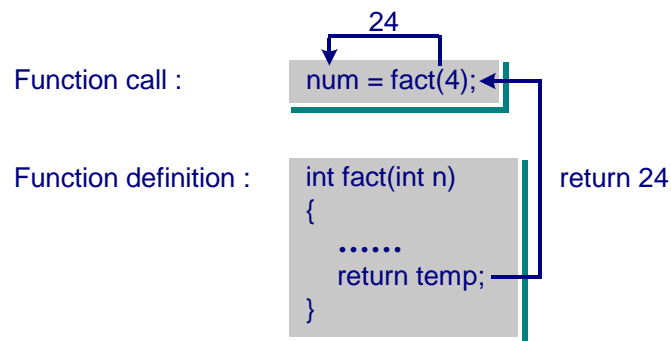 24
Function call :
num = fact(4);
Function definition :
int fact(int n)
{
......
return temp;
}
return 24